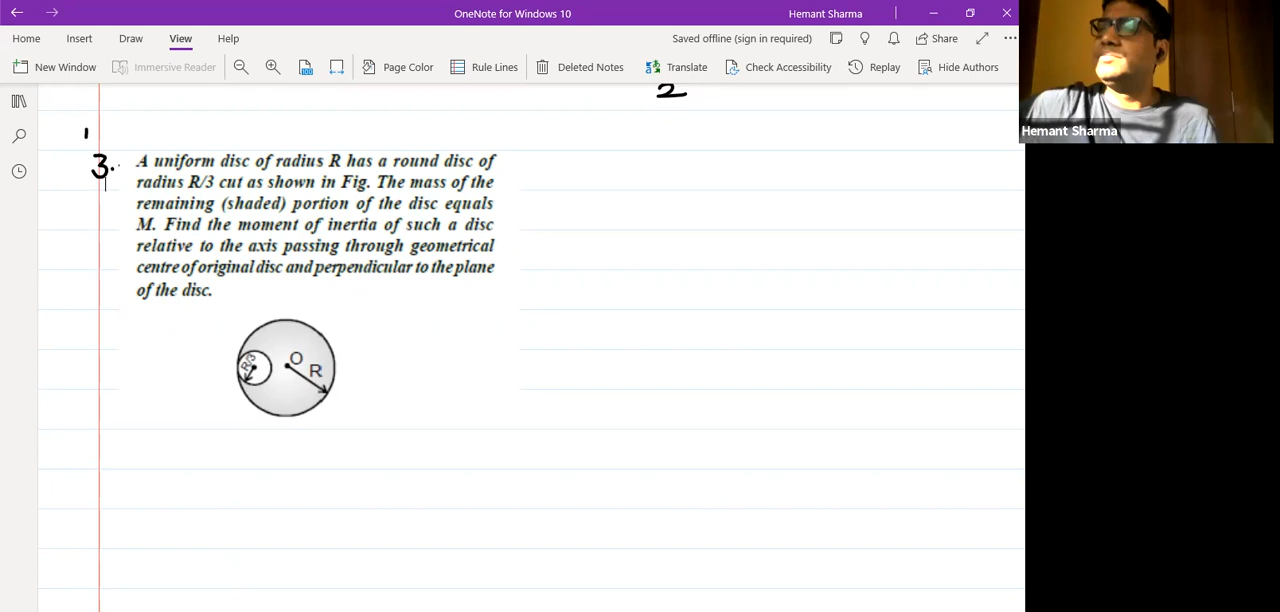 OneNote for Windows 10
Hemant Sharma
Home Insert Draw View Help
Saved offline (sign in required)
Share
New Window
Immersive Reader
100
Page Color
Rule Lines
Deleted Notes
Translate
Check Accessibility
Replay
Hide Authors
Hemant Sharma
2
3.
A uniform disc of radius R has a round disc of
radius R/3 cut as shown in Fig. The mass of the
remaining (shaded) portion of the disc equals
M. Find the moment of inertia of such a disc
relative to the axis passing through geometrical
centre of original disc and perpendicular to the plane
of the disc.
R/3
O
R